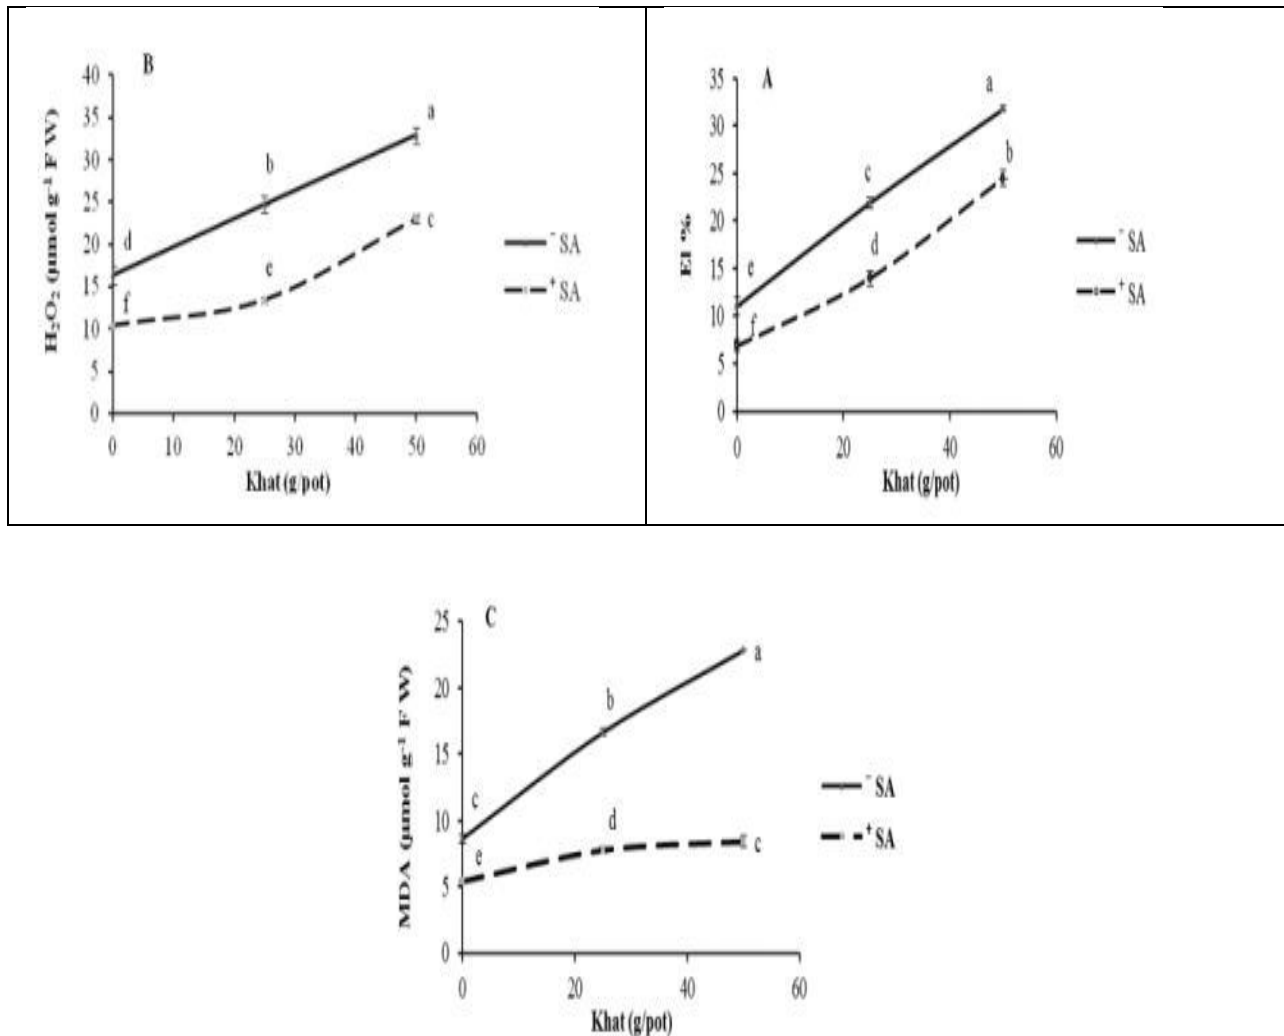 B
H₂O₂ (µmol g⁻¹ F W)
40
35
30
25
20
15
10
5
0
a
b
c
d
e
f
⁻ SA
⁺ SA
0 10 20 30 40 50 60
Khat (g/pot)
A
EI %
35
30
25
20
15
10
5
0
a
b
c
d
e
f
⁻ SA
⁺ SA
0 20 40 60
Khat (g/pot)
C
MDA (µmol g⁻¹ F W)
25
20
15
10
5
0
a
b
c
d
c
e
⁻ SA
⁺ SA
0 20 40 60
Khat (g/pot)